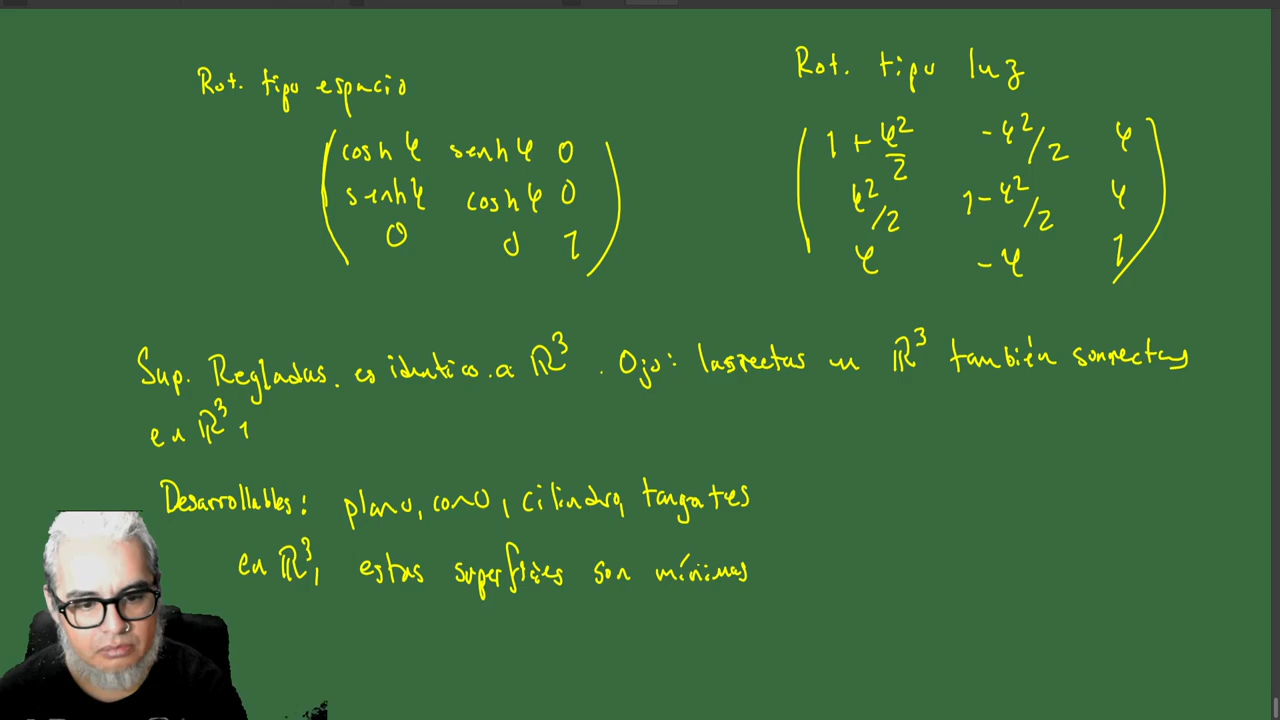 Rot. tipo espacio
cosh φ senh φ 0
senh φ cosh φ 0
0 0 1
Rot. tipo luz
1 + φ²/2 -φ²/2 φ
φ²/2 1-φ²/2 φ
φ -φ 1
Sup. Regladas. es identico a ℝ³. Ojo: las rectas en ℝ³ también son rectas
en ℝ³₁
Desarrollables: plano, cono, cilindro, tangentes
en ℝ³₁ estas superficies son mínimas